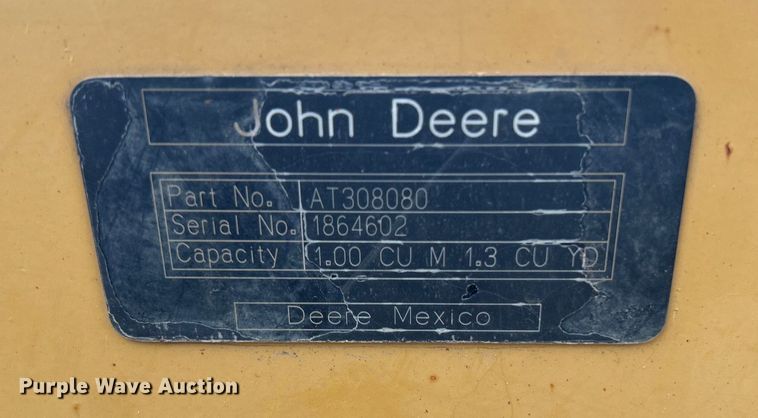 John Deere
Part No. AT308080
Serial No. 1864602
Capacity 1.00 CU M 1.3 CU YD
Deere Mexico
Purple Wave Auction